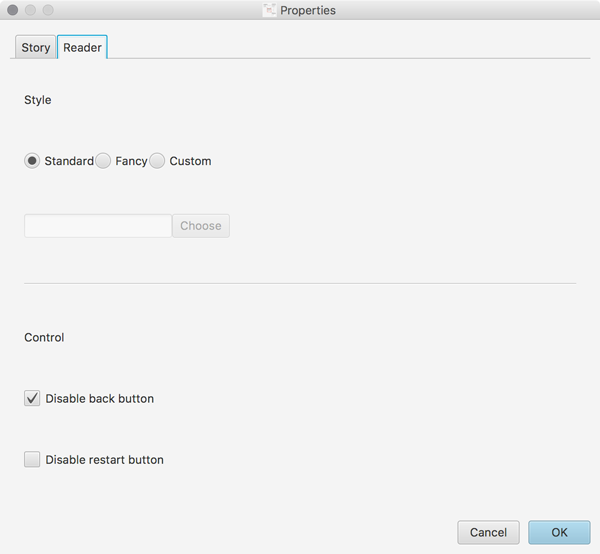 Properties
Story Reader
Style
Standard Fancy Custom
Choose
Control
Disable back button
Disable restart button
Cancel OK